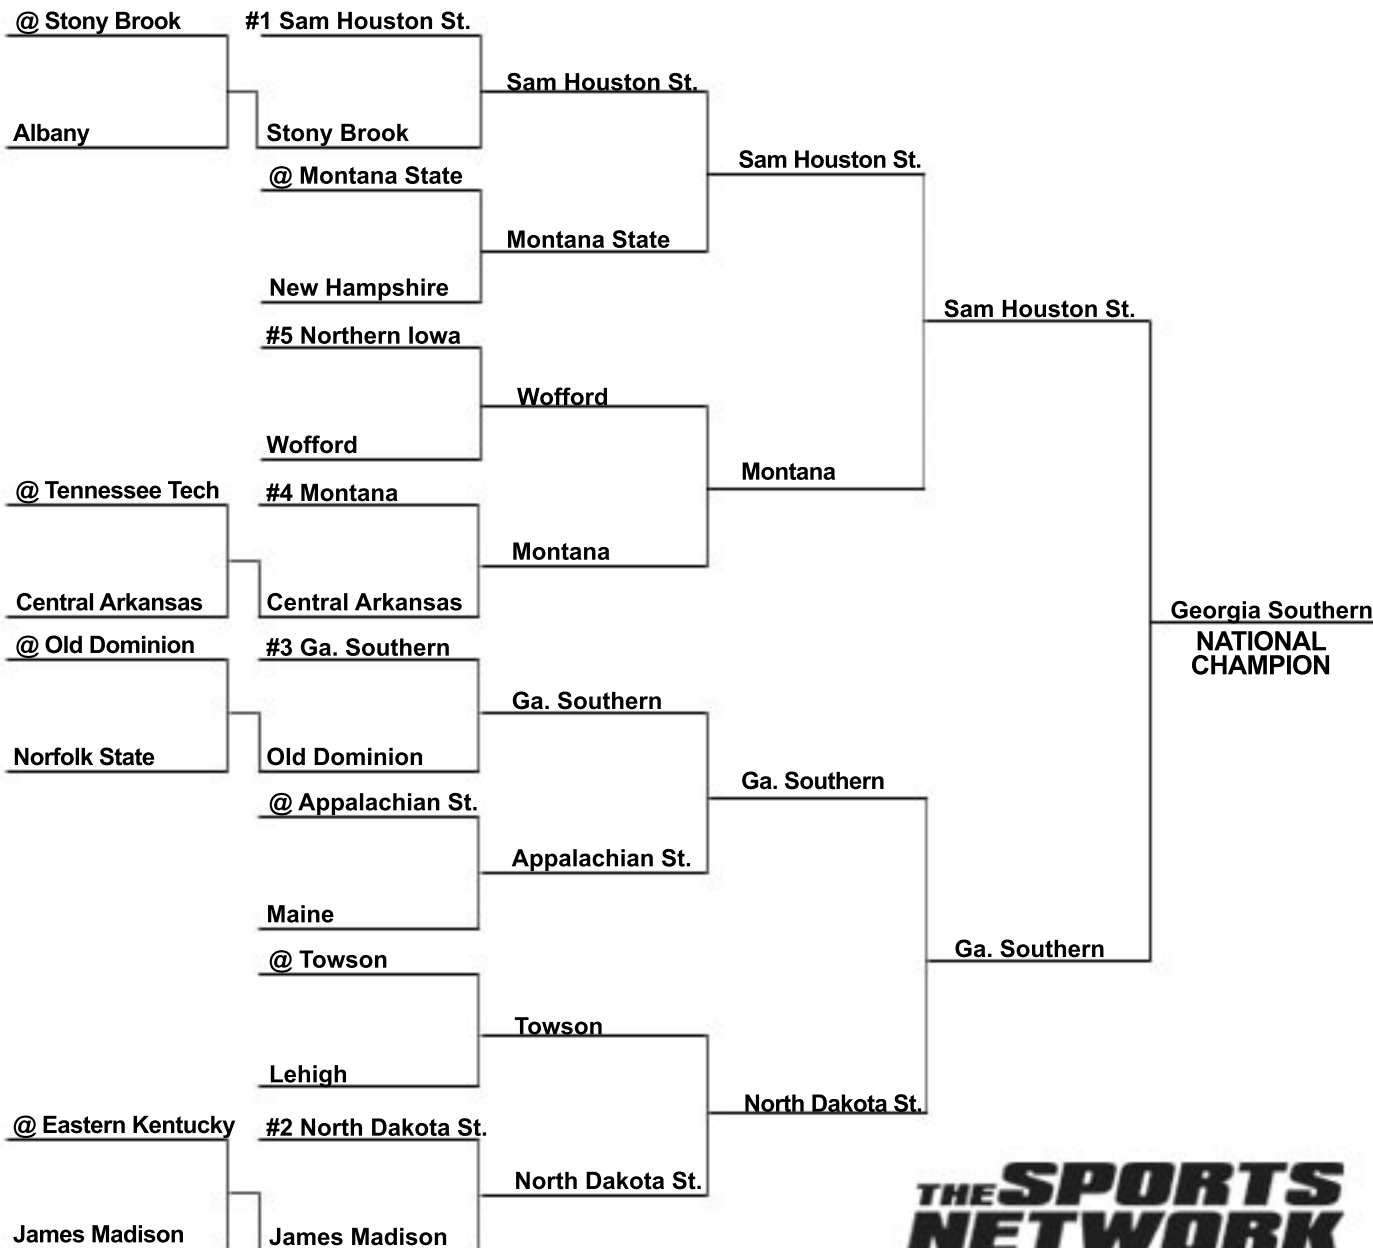 @ Stony Brook
#1 Sam Houston St.
Sam Houston St.
Albany
Stony Brook
Sam Houston St.
@ Montana State
Montana State
New Hampshire
Sam Houston St.
#5 Northern Iowa
Wofford
Wofford
Montana
@ Tennessee Tech
#4 Montana
Montana
Central Arkansas
Central Arkansas
Georgia Southern
NATIONAL
CHAMPION
@ Old Dominion
#3 Ga. Southern
Ga. Southern
Norfolk State
Old Dominion
Ga. Southern
@ Appalachian St.
Appalachian St.
Maine
Ga. Southern
@ Towson
Towson
Lehigh
North Dakota St.
@ Eastern Kentucky
#2 North Dakota St.
North Dakota St.
James Madison
James Madison
THE SPORTS
NETWORK